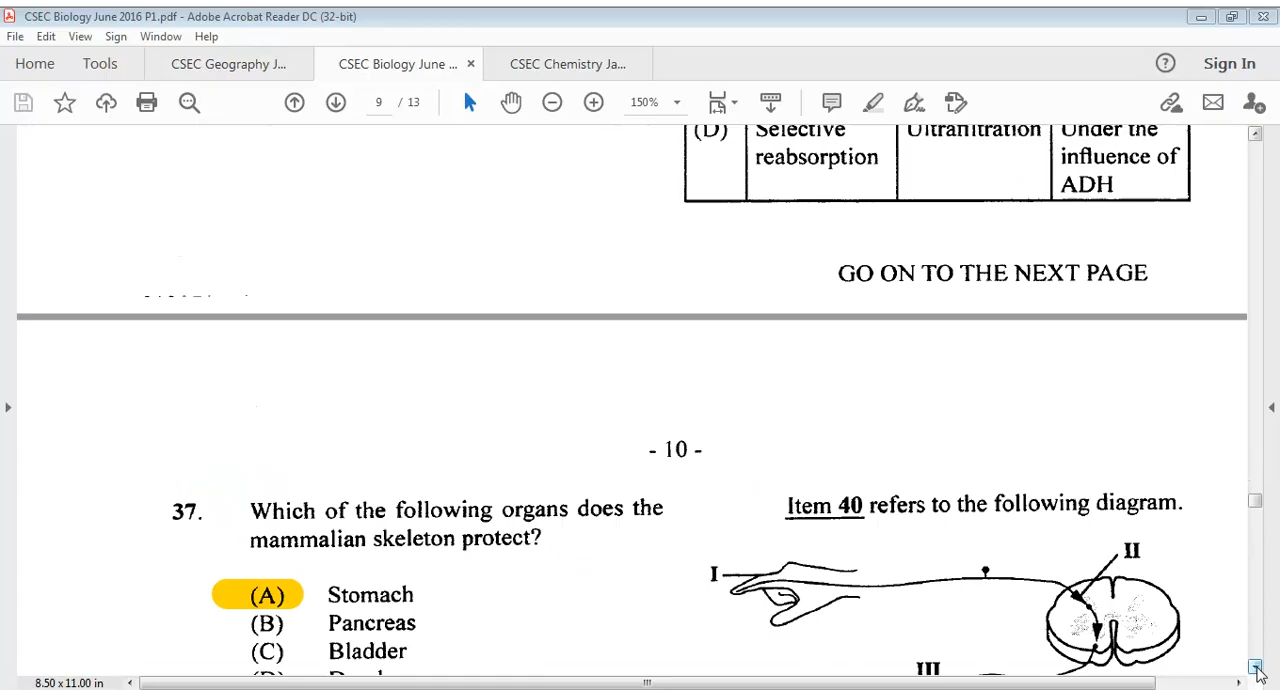 CSEC Biology June 2016 P1.pdf - Adobe Acrobat Reader DC (32-bit)
File Edit View Sign Window Help
Home Tools CSEC Geography J... CSEC Biology June ... × CSEC Chemistry Ja... ? Sign In
9 / 13 150%
(D) Selective Ultrafiltration Under the
reabsorption influence of
ADH
GO ON TO THE NEXT PAGE
- 10 -
37. Which of the following organs does the
mammalian skeleton protect?
(A) Stomach
(B) Pancreas
(C) Bladder
Item 40 refers to the following diagram.
I
II
III
8.50 x 11.00 in